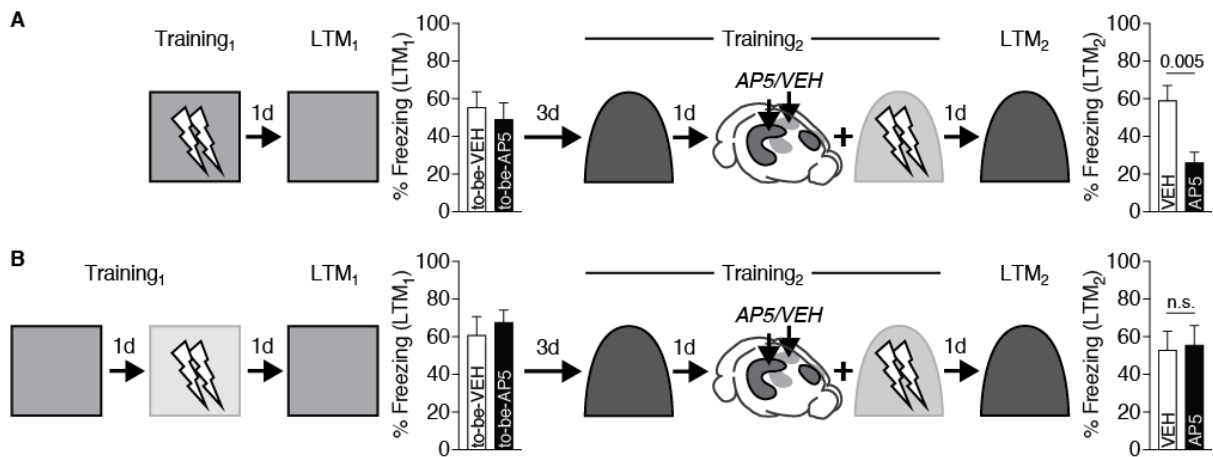 A
Training₁
LTM₁
1d
% Freezing (LTM₁)
100
80
60
40
20
0
to-be-VEH
to-be-AP5
3d
Training₂
1d
AP5/VEH
+
1d
LTM₂
% Freezing (LTM₂)
100
80
60
40
20
0
0.005
VEH
AP5
B
Training₁
LTM₁
1d
1d
% Freezing (LTM₁)
100
80
60
40
20
0
to-be-VEH
to-be-AP5
3d
Training₂
1d
AP5/VEH
+
1d
LTM₂
% Freezing (LTM₂)
100
80
60
40
20
0
n.s.
VEH
AP5